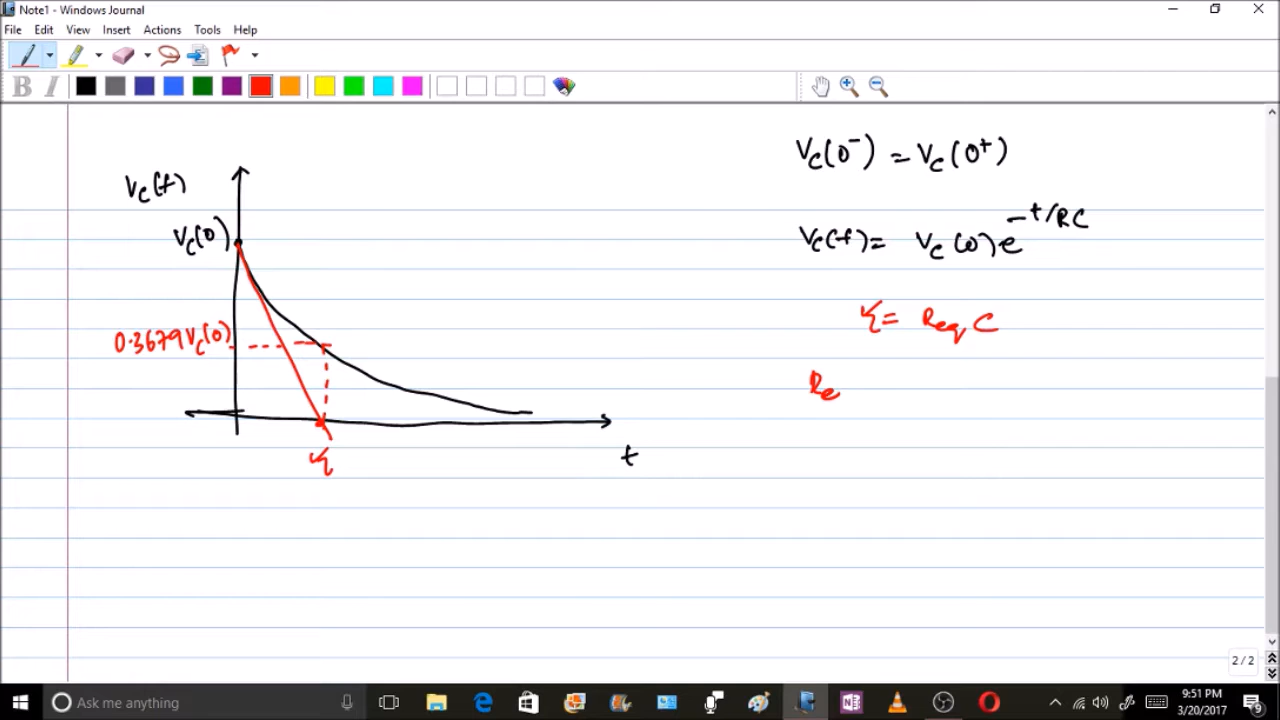 Note1 - Windows Journal
File Edit View Insert Actions Tools Help
B I
Vc(0⁻) = Vc(0⁺)
Vc(t)
Vc(0)
Vc(t) = Vc(0)e^-t/RC
τ = Req C
0.3679Vc(0)
Re
τ
t
2 / 2
Ask me anything
9:51 PM
3/20/2017
9